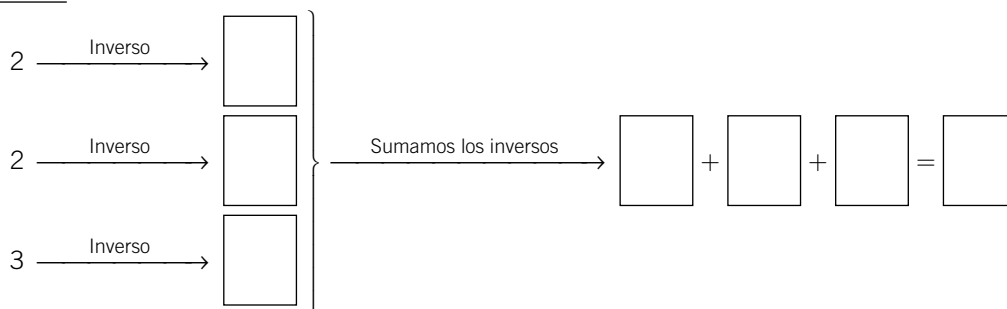 2 Inverso
2 Inverso Sumamos los inversos + + =
3 Inverso